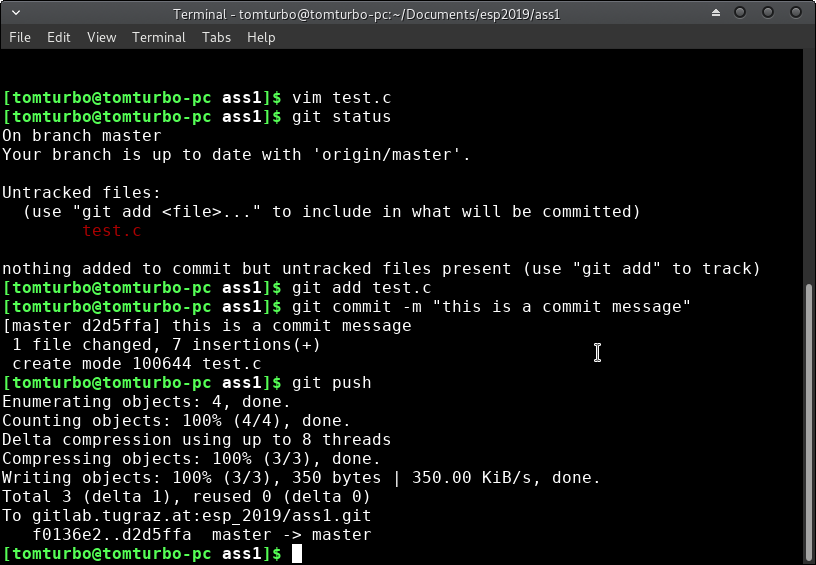 Terminal - tomturbo@tomturbo-pc:~/Documents/esp2019/ass1
File Edit View Terminal Tabs Help
[tomturbo@tomturbo-pc ass1]$ vim test.c
[tomturbo@tomturbo-pc ass1]$ git status
On branch master
Your branch is up to date with 'origin/master'.
Untracked files:
  (use "git add <file>..." to include in what will be committed)
        test.c
nothing added to commit but untracked files present (use "git add" to track)
[tomturbo@tomturbo-pc ass1]$ git add test.c
[tomturbo@tomturbo-pc ass1]$ git commit -m "this is a commit message"
[master d2d5ffa] this is a commit message
 1 file changed, 7 insertions(+)
 create mode 100644 test.c
[tomturbo@tomturbo-pc ass1]$ git push
Enumerating objects: 4, done.
Counting objects: 100% (4/4), done.
Delta compression using up to 8 threads
Compressing objects: 100% (3/3), done.
Writing objects: 100% (3/3), 350 bytes | 350.00 KiB/s, done.
Total 3 (delta 1), reused 0 (delta 0)
To gitlab.tugraz.at:esp_2019/ass1.git
   f0136e2..d2d5ffa  master -> master
[tomturbo@tomturbo-pc ass1]$